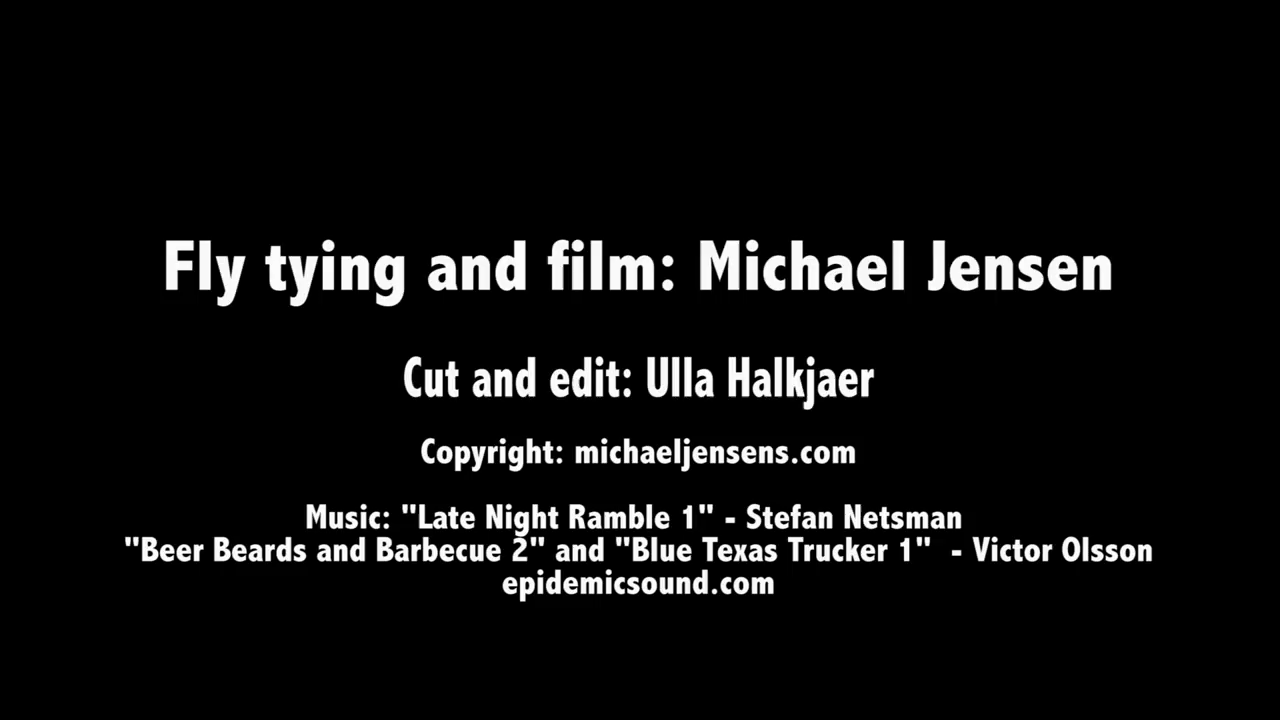 Fly tying and film: Michael Jensen
Cut and edit: Ulla Halkjaer
Copyright: michaeljensens.com
Music: "Late Night Ramble 1" - Stefan Netsman
"Beer Beards and Barbecue 2" and "Blue Texas Trucker 1"  - Victor Olsson
epidemicsound.com